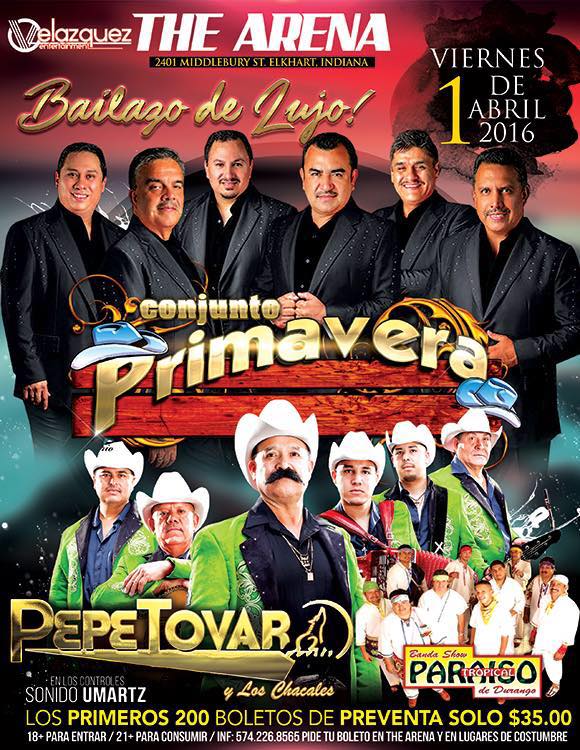 Velazquez
entertainment
THE ARENA
2401 MIDDLEBURY ST. ELKHART, INDIANA
VIERNES
1 DE
ABRIL
2016
Bailazo de Lujo!
conjunto
Primavera
PEPE TOVAR
y Los Chacales
EN LOS CONTROLES
SONIDO UMARTZ
Banda Show
PARAISO
TROPICAL
de Durango
LOS PRIMEROS 200 BOLETOS DE PREVENTA SOLO $35.00
18+ PARA ENTRAR / 21+ PARA CONSUMIR / INF: 574.226.8565 PIDE TU BOLETO EN THE ARENA Y EN LUGARES DE COSTUMBRE